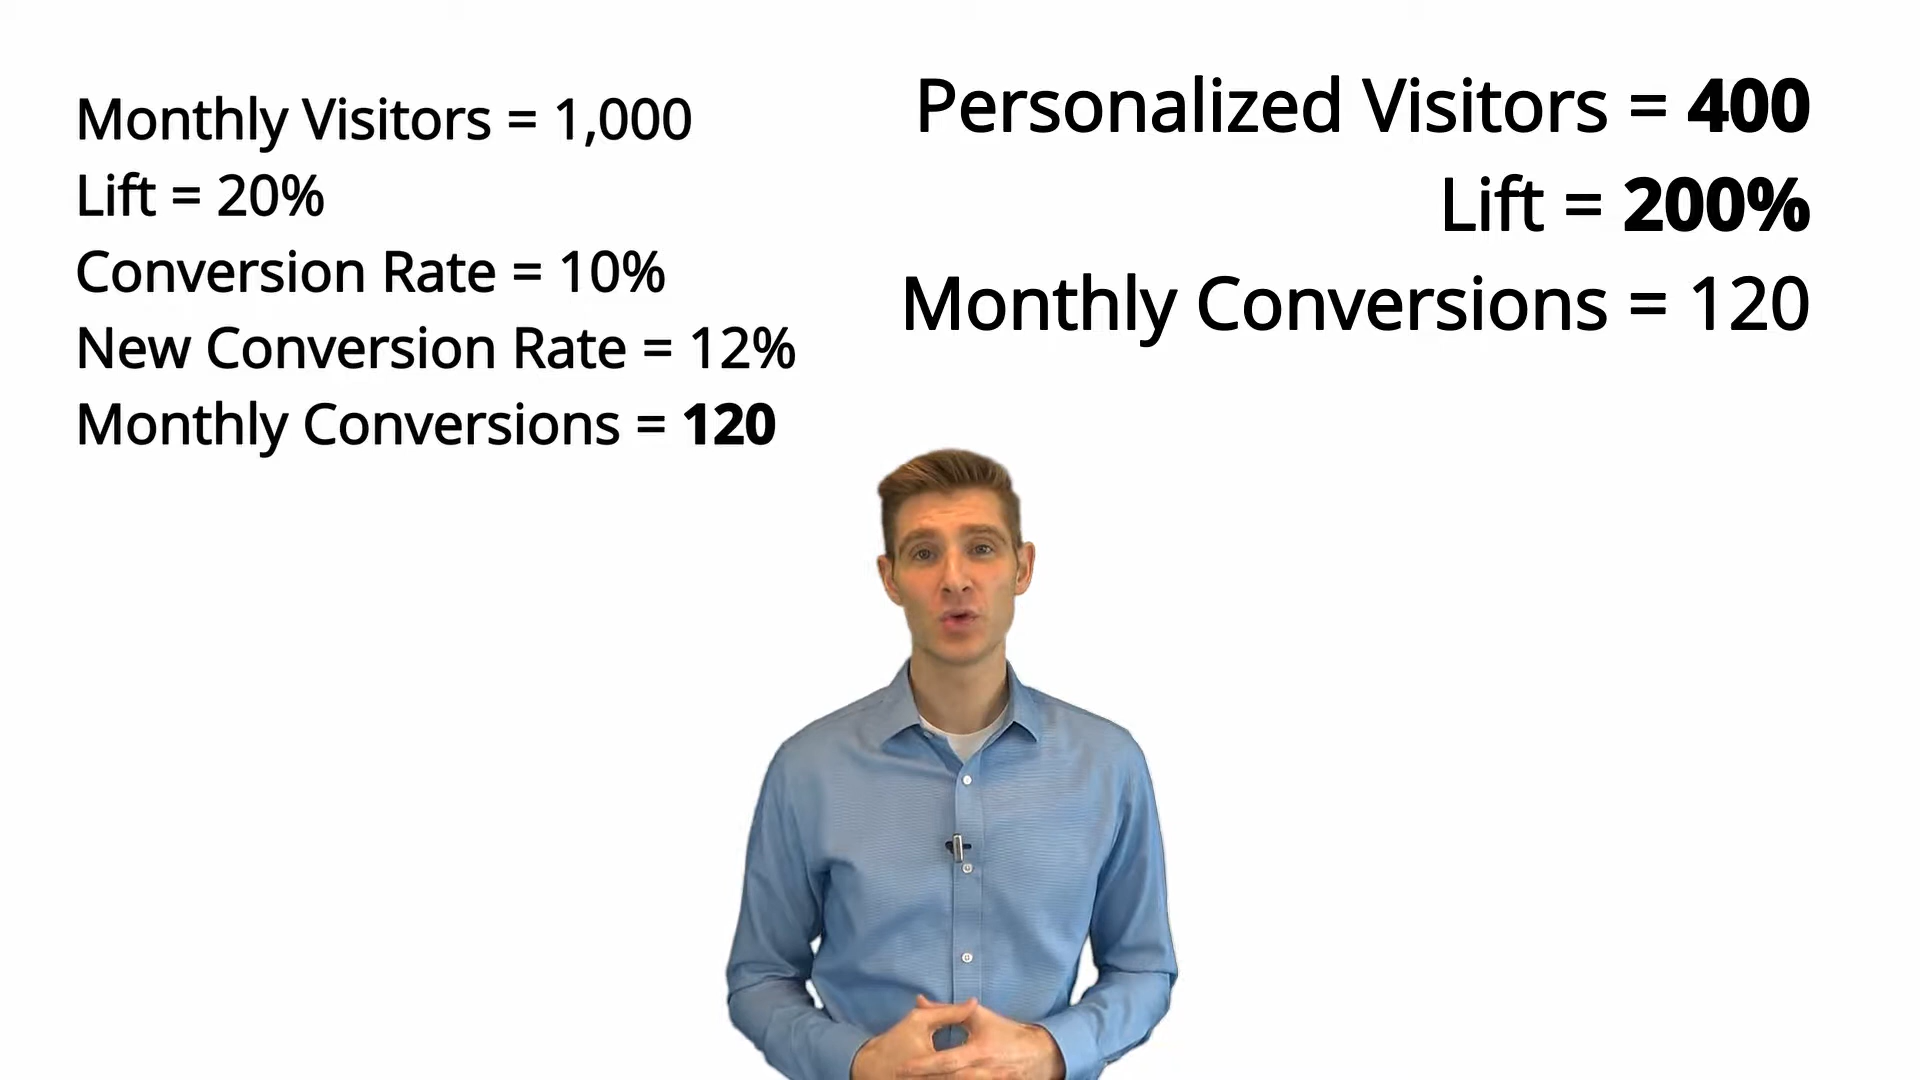 Monthly Visitors = 1,000
Lift = 20%
Conversion Rate = 10%
New Conversion Rate = 12%
Monthly Conversions = 120
Personalized Visitors = 400
Lift = 200%
Monthly Conversions = 120